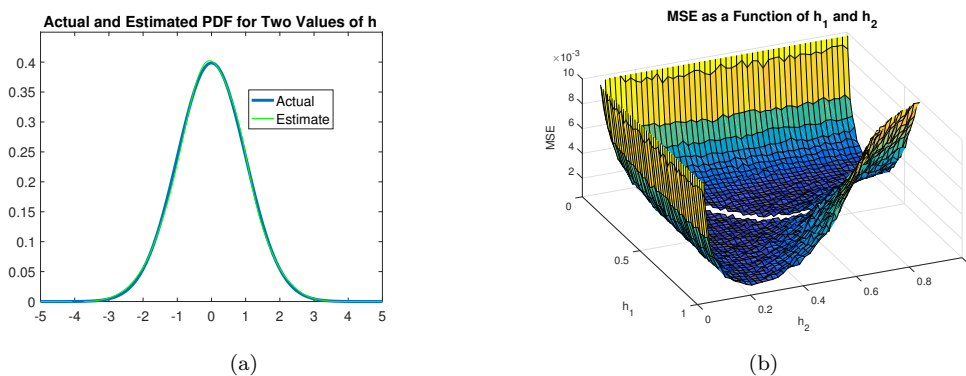 Actual and Estimated PDF for Two Values of h
0.4
0.35
0.3
0.25
0.2
0.15
0.1
0.05
0
-5 -4 -3 -2 -1 0 1 2 3 4 5
Actual
Estimate
(a)
MSE as a Function of h₁ and h₂
×10⁻³
10
8
6
4
2
0
MSE
0.5
1
h₁
0 0.2 0.4 0.6 0.8
h₂
(b)